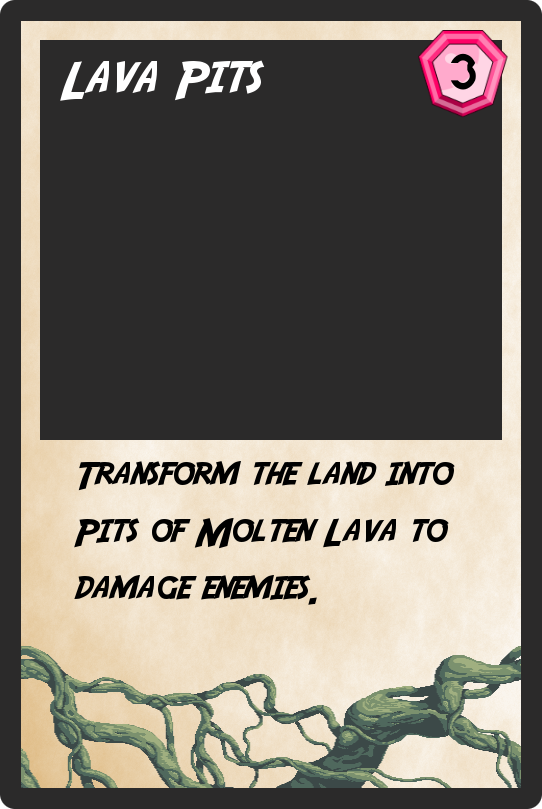 Lava Pits
3
Transform the land into
Pits of Molten Lava to
damage enemies.